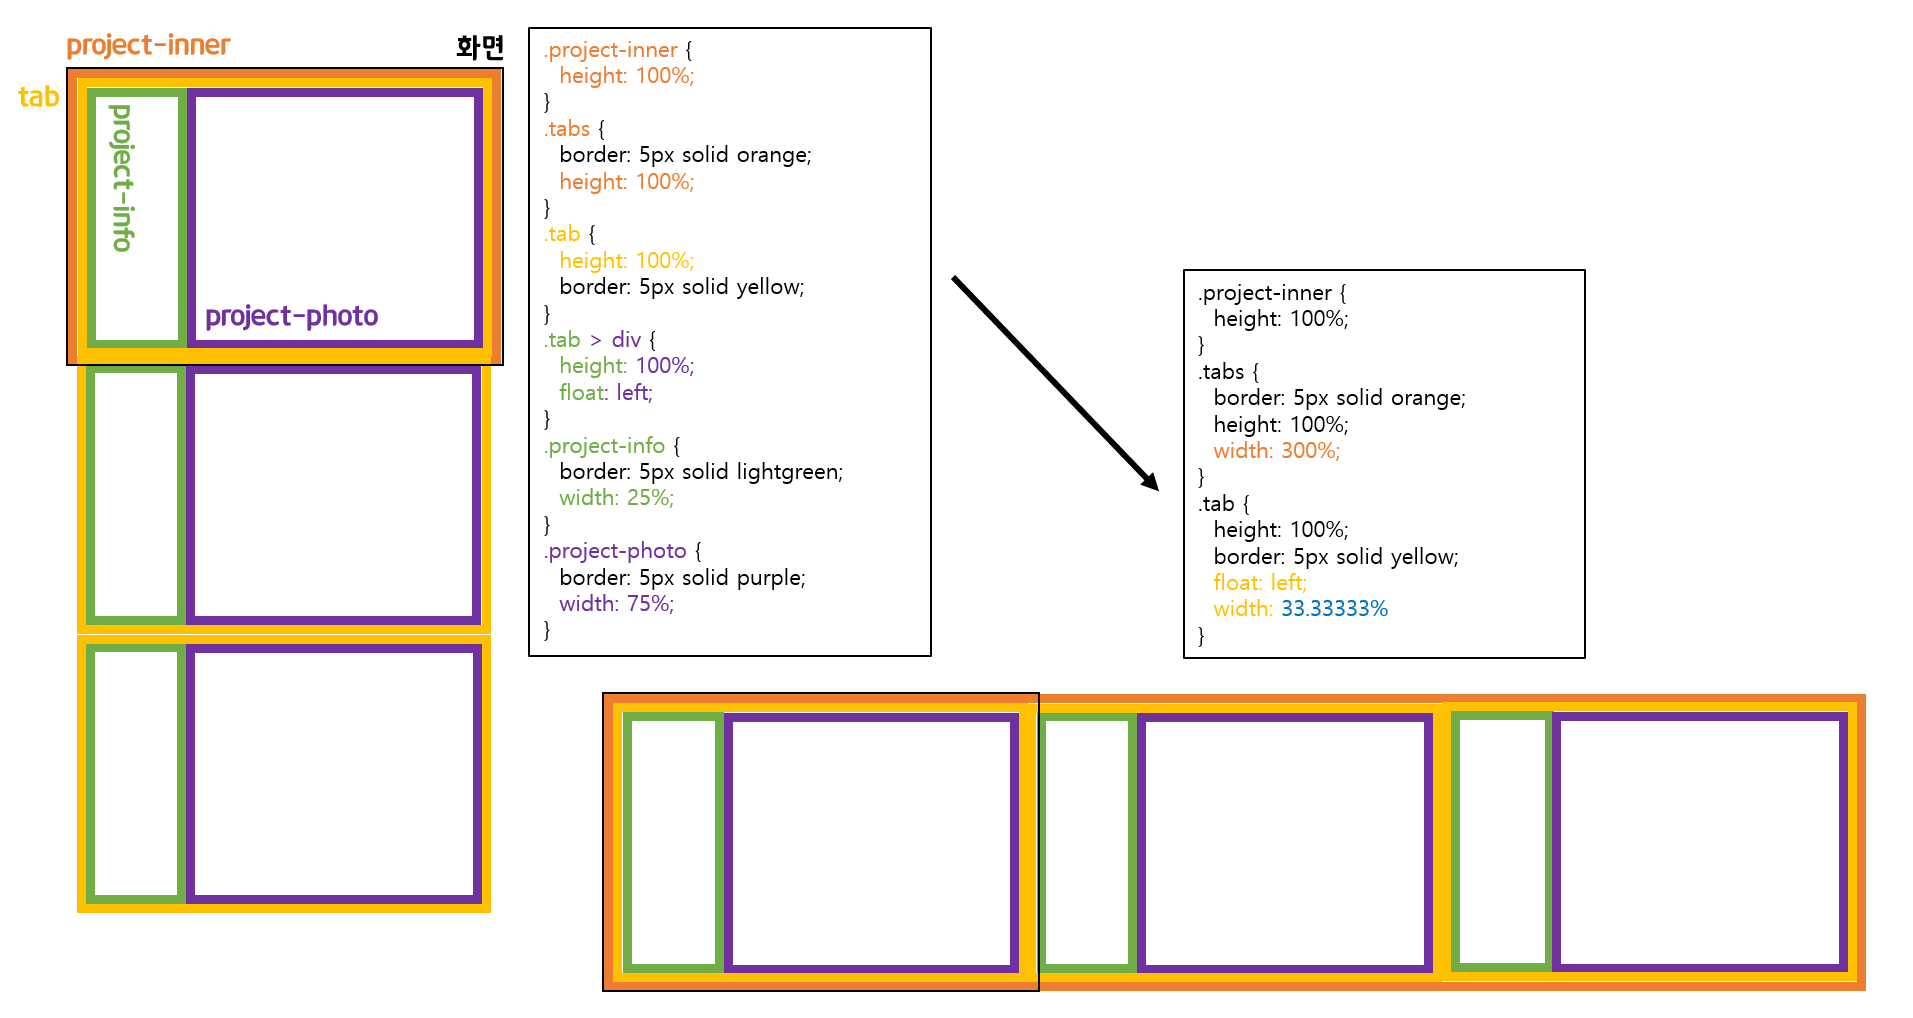 project-inner
화면
tab
project-info
project-photo
.project-inner {
height: 100%;
}
.tabs {
border: 5px solid orange;
height: 100%;
}
.tab {
height: 100%;
border: 5px solid yellow;
}
.tab > div {
height: 100%;
float: left;
}
.project-info {
border: 5px solid lightgreen;
width: 25%;
}
.project-photo {
border: 5px solid purple;
width: 75%;
}
.project-inner {
height: 100%;
}
.tabs {
border: 5px solid orange;
height: 100%;
width: 300%;
}
.tab {
height: 100%;
border: 5px solid yellow;
float: left;
width: 33.33333%
}